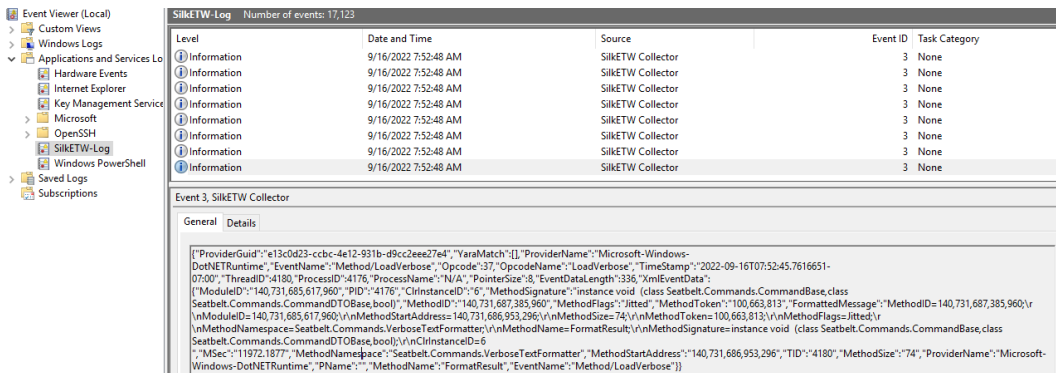 Event Viewer (Local)
Custom Views
Windows Logs
Applications and Services Lo
Hardware Events
Internet Explorer
Key Management Service
Microsoft
OpenSSH
SilkETW-Log
Windows PowerShell
Saved Logs
Subscriptions
SilkETW-Log Number of events: 17,123
Level Date and Time Source Event ID Task Category
Information 9/16/2022 7:52:48 AM SilkETW Collector 3 None
Information 9/16/2022 7:52:48 AM SilkETW Collector 3 None
Information 9/16/2022 7:52:48 AM SilkETW Collector 3 None
Information 9/16/2022 7:52:48 AM SilkETW Collector 3 None
Information 9/16/2022 7:52:48 AM SilkETW Collector 3 None
Information 9/16/2022 7:52:48 AM SilkETW Collector 3 None
Information 9/16/2022 7:52:48 AM SilkETW Collector 3 None
Event 3, SilkETW Collector
General Details
{"ProviderGuid":"e13c0d23-ccbc-4e12-931b-d9cc2eee27e4","YaraMatch":[],"ProviderName":"Microsoft-Windows-
DotNETRuntime","EventName":"Method/LoadVerbose","Opcode":37,"OpcodeName":"LoadVerbose","TimeStamp":"2022-09-16T07:52:45.7616651-
07:00","ThreadID":4180,"ProcessID":4176,"ProcessName":"N/A","PointerSize":8,"EventDataLength":336,"XmlEventData":
{"ModuleID":"140,731,685,617,960","PID":"4176","ClrInstanceID":"6","MethodSignature":"instance void  (class Seatbelt.Commands.CommandBase,class
Seatbelt.Commands.CommandDTOBase,bool)","MethodID":"140,731,687,385,960","MethodFlags":"Jitted","MethodToken":"100,663,813","FormattedMessage":"MethodID=140,731,687,385,960;\r
\nModuleID=140,731,685,617,960;\r\nMethodStartAddress=140,731,686,953,296;\r\nMethodSize=74;\r\nMethodToken=100,663,813;\r\nMethodFlags=Jitted;\r
\nMethodNamespace=Seatbelt.Commands.VerboseTextFormatter;\r\nMethodName=FormatResult;\r\nMethodSignature=instance void  (class Seatbelt.Commands.CommandBase,class
Seatbelt.Commands.CommandDTOBase,bool);\r\nClrInstanceID=6
","MSec":"11972.1877","MethodNamespace":"Seatbelt.Commands.VerboseTextFormatter","MethodStartAddress":"140,731,686,953,296","TID":"4180","MethodSize":"74","ProviderName":"Microsoft-
Windows-DotNETRuntime","PName":"","MethodName":"FormatResult","EventName":"Method/LoadVerbose"}}